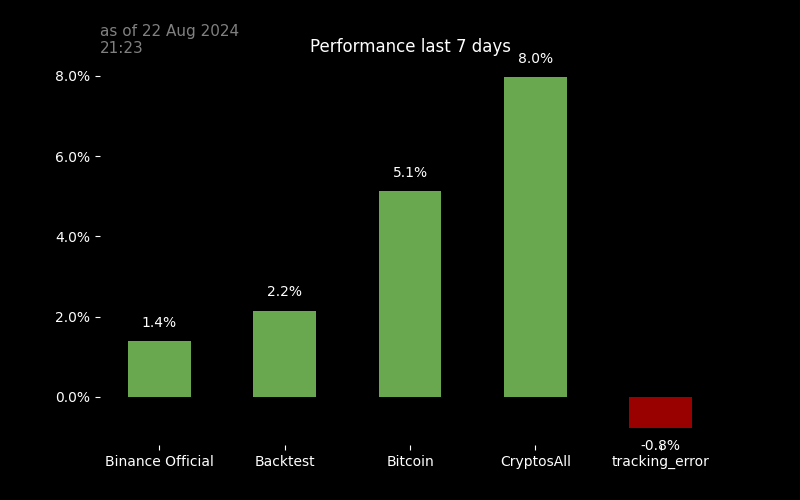 as of 22 Aug 2024
21:23
Performance last 7 days
8.0%
8.0%
6.0%
5.1%
4.0%
2.2%
2.0%
1.4%
0.0%
-0.8%
Binance Official
Backtest
Bitcoin
CryptosAll
tracking_error